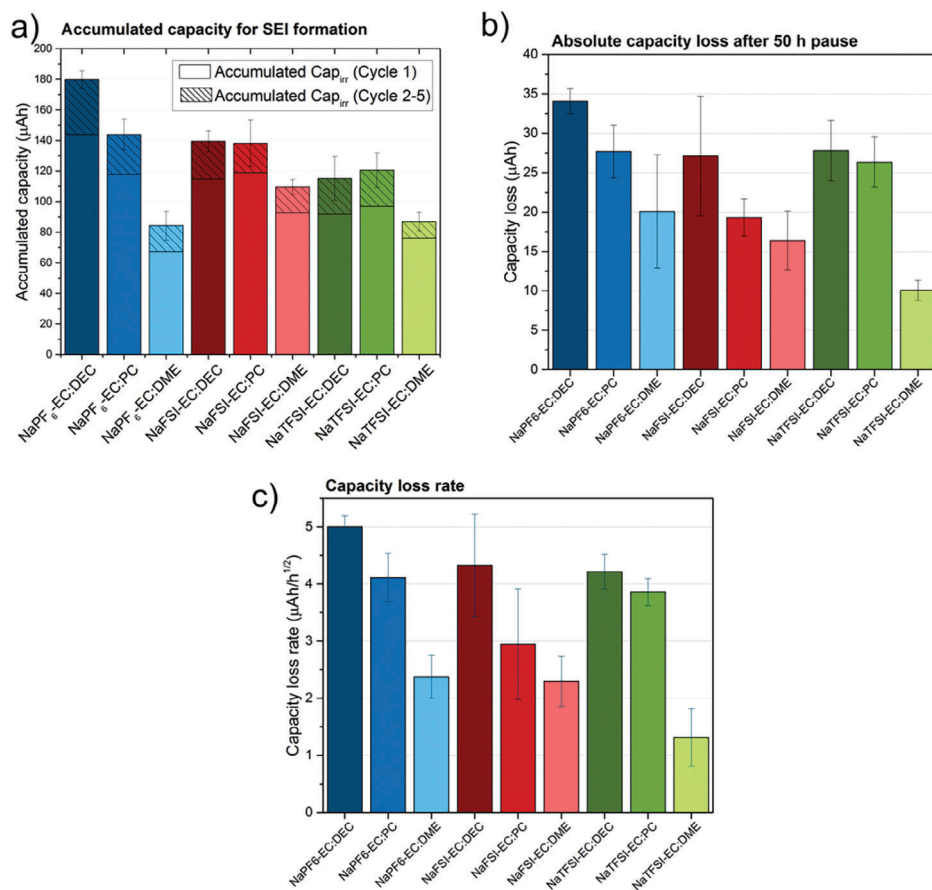 a)
Accumulated capacity for SEI formation
Accumulated Cap_irr (Cycle 1)
Accumulated Cap_irr (Cycle 2-5)
Accumulated capacity (µAh)
200
180
160
140
120
100
80
60
40
20
0
NaPF₆-EC:DEC
NaPF₆-EC:PC
NaPF₆-EC:DME
NaFSI-EC:DEC
NaFSI-EC:PC
NaFSI-EC:DME
NaTFSI-EC:DEC
NaTFSI-EC:PC
NaTFSI-EC:DME
b)
Absolute capacity loss after 50 h pause
Capacity loss (µAh)
35
30
25
20
15
10
5
0
NaPF6-EC:DEC
NaPF6-EC:PC
NaPF6-EC:DME
NaFSI-EC:DEC
NaFSI-EC:PC
NaFSI-EC:DME
NaTFSI-EC:DEC
NaTFSI-EC:PC
NaTFSI-EC:DME
c)
Capacity loss rate
Capacity loss rate (µAh/h^1/2)
5
4
3
2
1
0
NaPF6-EC:DEC
NaPF6-EC:PC
NaPF6-EC:DME
NaFSI-EC:DEC
NaFSI-EC:PC
NaFSI-EC:DME
NaTFSI-EC:DEC
NaTFSI-EC:PC
NaTFSI-EC:DME